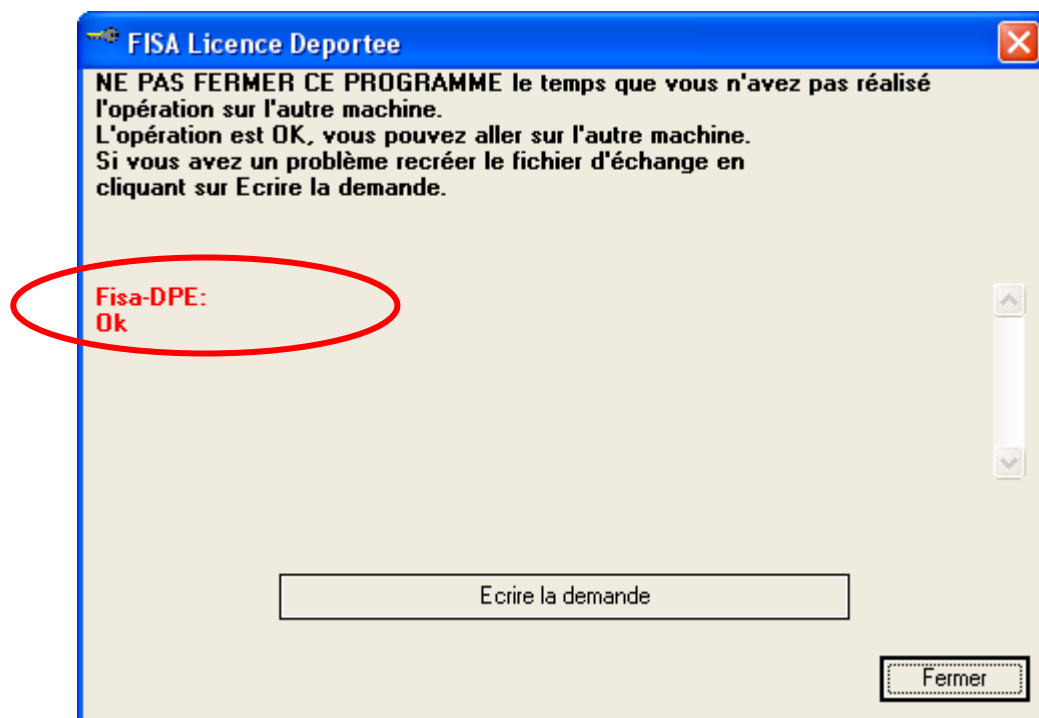 FISA Licence Deportee
NE PAS FERMER CE PROGRAMME le temps que vous n'avez pas réalisé
l'opération sur l'autre machine.
L'opération est OK, vous pouvez aller sur l'autre machine.
Si vous avez un problème recréer le fichier d'échange en
cliquant sur Ecrire la demande.
Fisa-DPE:
Ok
Ecrire la demande
Fermer